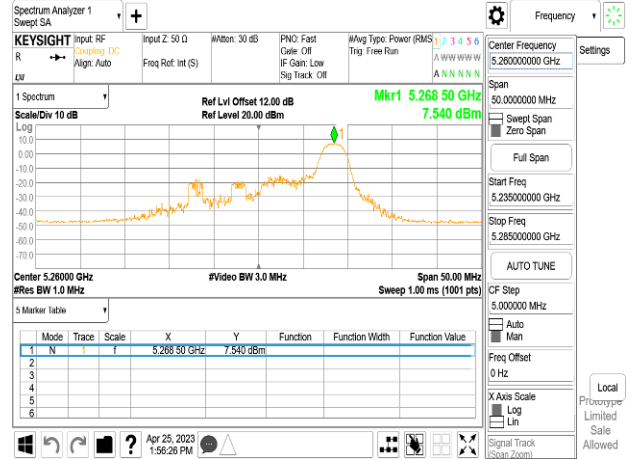 Spectrum Analyzer 1
Swept SA
+
Frequency
KEYSIGHT
R
Input: RF
Coupling: DC
Align: Auto
Input Z: 50 Ω
Freq Ref: Int (S)
#Atten: 30 dB
PNO: Fast
Gate: Off
IF Gain: Low
Sig Track: Off
#Avg Type: Power (RMS
Trig: Free Run
1 2 3 4 5 6
A W W W W W
A N N N N N
1 Spectrum
Scale/Div 10 dB
Ref Lvl Offset 12.00 dB
Ref Level 20.00 dBm
Mkr1 5.268 50 GHz
7.540 dBm
Log
10.0
0.00
-10.0
-20.0
-30.0
-40.0
-50.0
-60.0
-70.0
1
Center 5.26000 GHz
#Res BW 1.0 MHz
#Video BW 3.0 MHz
Span 50.00 MHz
Sweep 1.00 ms (1001 pts)
5 Marker Table
Mode Trace Scale X Y Function Function Width Function Value
1 N 1 f 5.268 50 GHz 7.540 dBm
2
3
4
5
6
Apr 25, 2023
1:56:26 PM
?
Center Frequency
5.260000000 GHz
Span
50.0000000 MHz
Swept Span
Zero Span
Full Span
Start Freq
5.235000000 GHz
Stop Freq
5.285000000 GHz
AUTO TUNE
CF Step
5.000000 MHz
Auto
Man
Freq Offset
0 Hz
X Axis Scale
Log
Lin
Signal Track
(Span Zoom)
Settings
Local
Prototype
Limited
Sale
Allowed